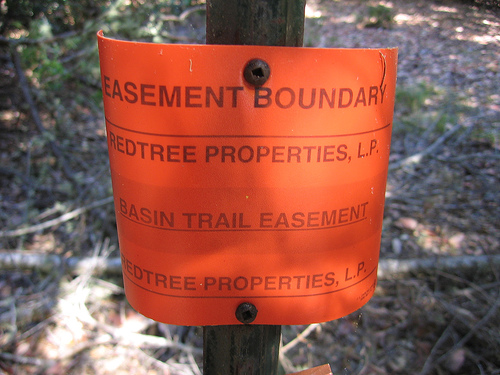 EASEMENT BOUNDARY
REDTREE PROPERTIES, L.P.
BASIN TRAIL EASEMENT
REDTREE PROPERTIES, L.P.